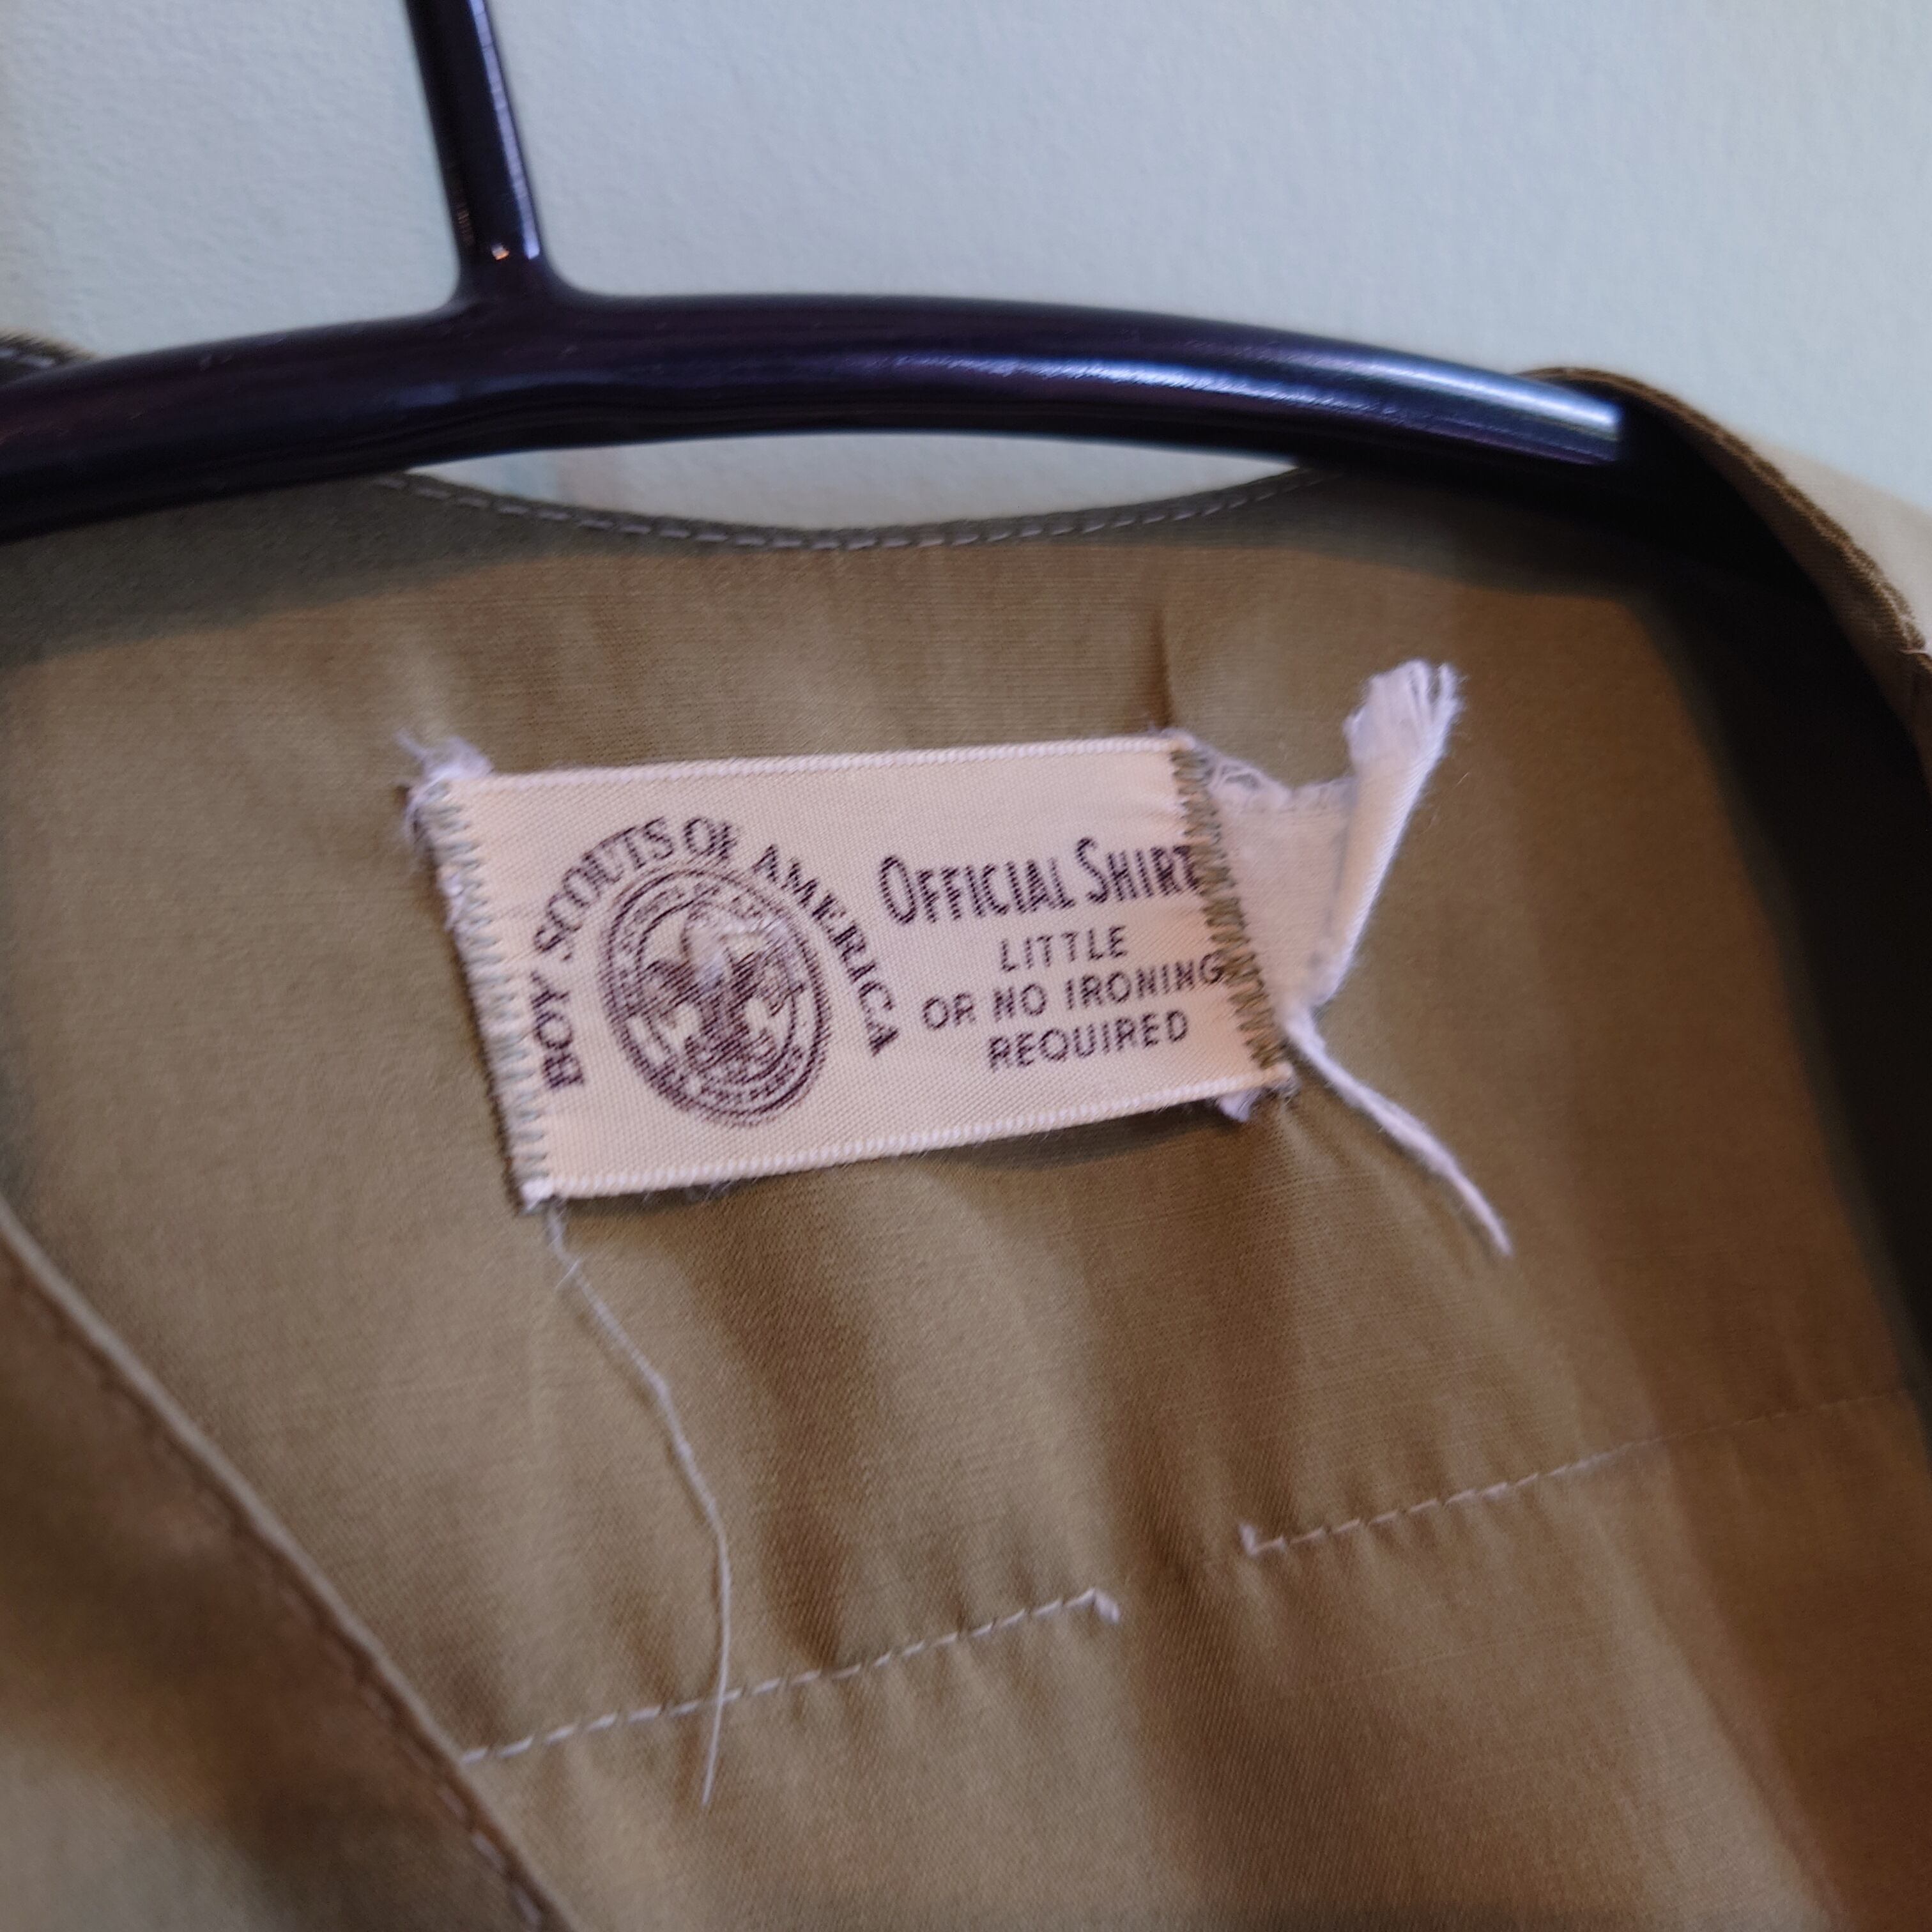 BOY SCOUTS OF AMERICA
OFFICIAL SHIRT
LITTLE
OR NO IRONING
REQUIRED